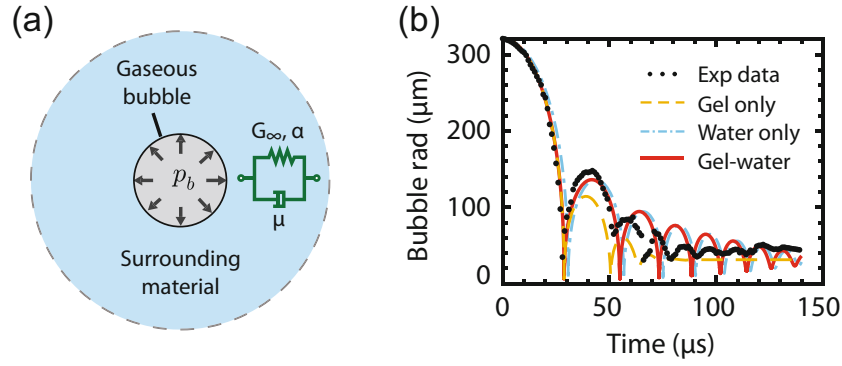 (a)
Gaseous
bubble
p_b
G∞, α
μ
Surrounding
material
(b)
Bubble rad (μm)
300
200
100
0
Exp data
Gel only
Water only
Gel-water
0
50
100
150
Time (μs)